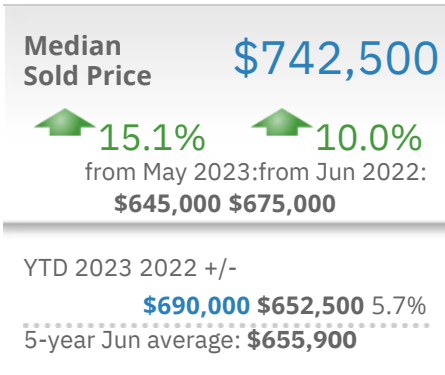 Median
Sold Price
$742,500
15.1% 10.0%
from May 2023:from Jun 2022:
$645,000 $675,000
YTD 2023 2022 +/-
$690,000 $652,500 5.7%
5-year Jun average: $655,900